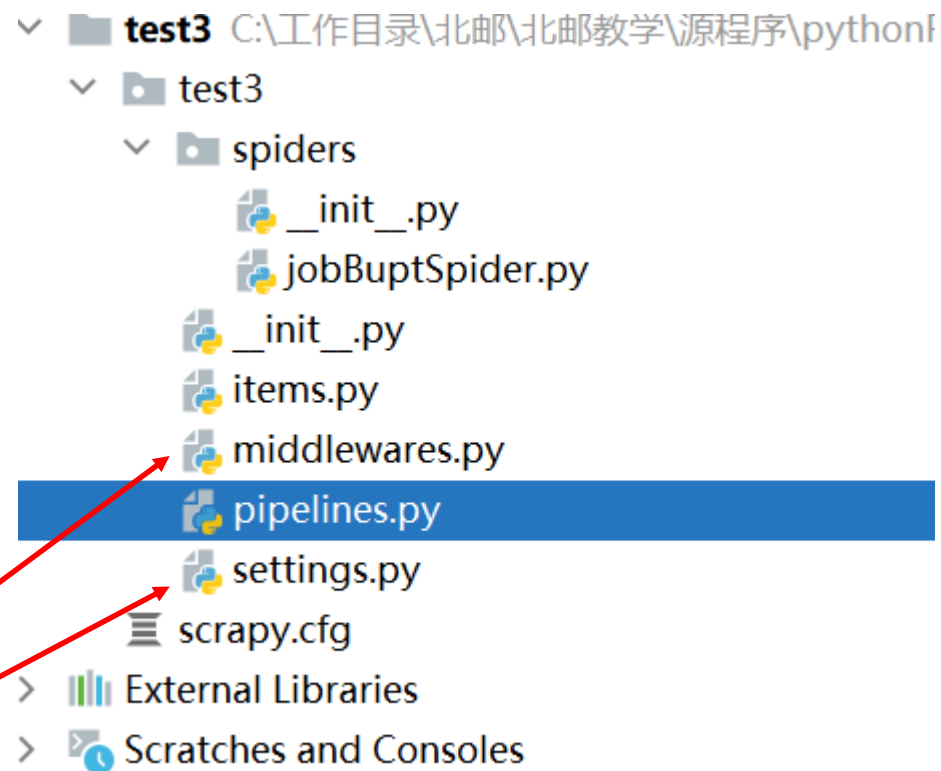 test3 C:\工作目录\北邮\北邮教学\源程序\python
test3
spiders
__init__.py
jobBuptSpider.py
__init__.py
items.py
middlewares.py
pipelines.py
settings.py
scrapy.cfg
External Libraries
Scratches and Consoles